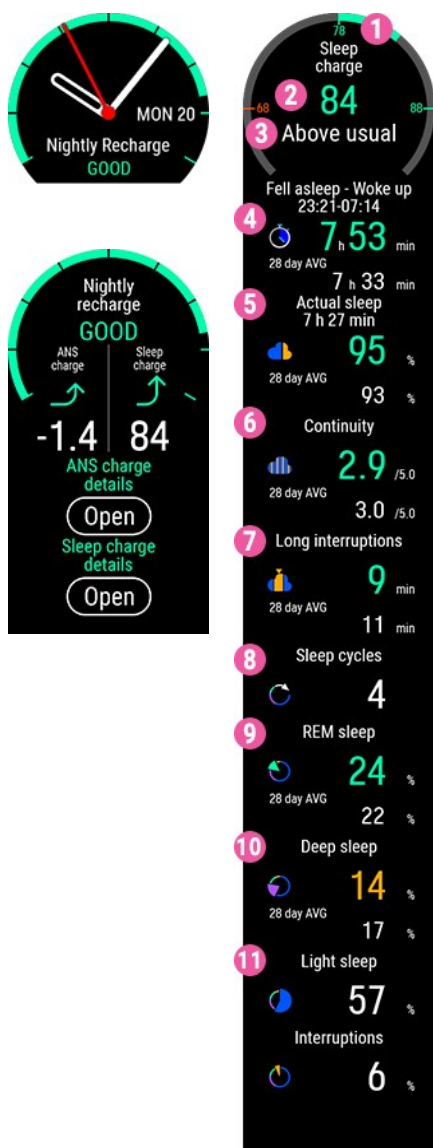 MON 20
Nightly Recharge
GOOD
Nightly
recharge
GOOD
ANS
charge
Sleep
charge
-1.4
84
ANS charge
details
Open
Sleep charge
details
Open
1
78
Sleep
charge
2
84
68
88
3
Above usual
Fell asleep - Woke up
23:21-07:14
4
7 h 53 min
28 day AVG
7 h 33 min
5
Actual sleep
7 h 27 min
95 %
28 day AVG
93 %
6
Continuity
2.9 /5.0
28 day AVG
3.0 /5.0
7
Long interruptions
9 min
28 day AVG
11 min
8
Sleep cycles
4
9
REM sleep
24 %
28 day AVG
22 %
10
Deep sleep
14 %
28 day AVG
17 %
11
Light sleep
57 %
Interruptions
6 %